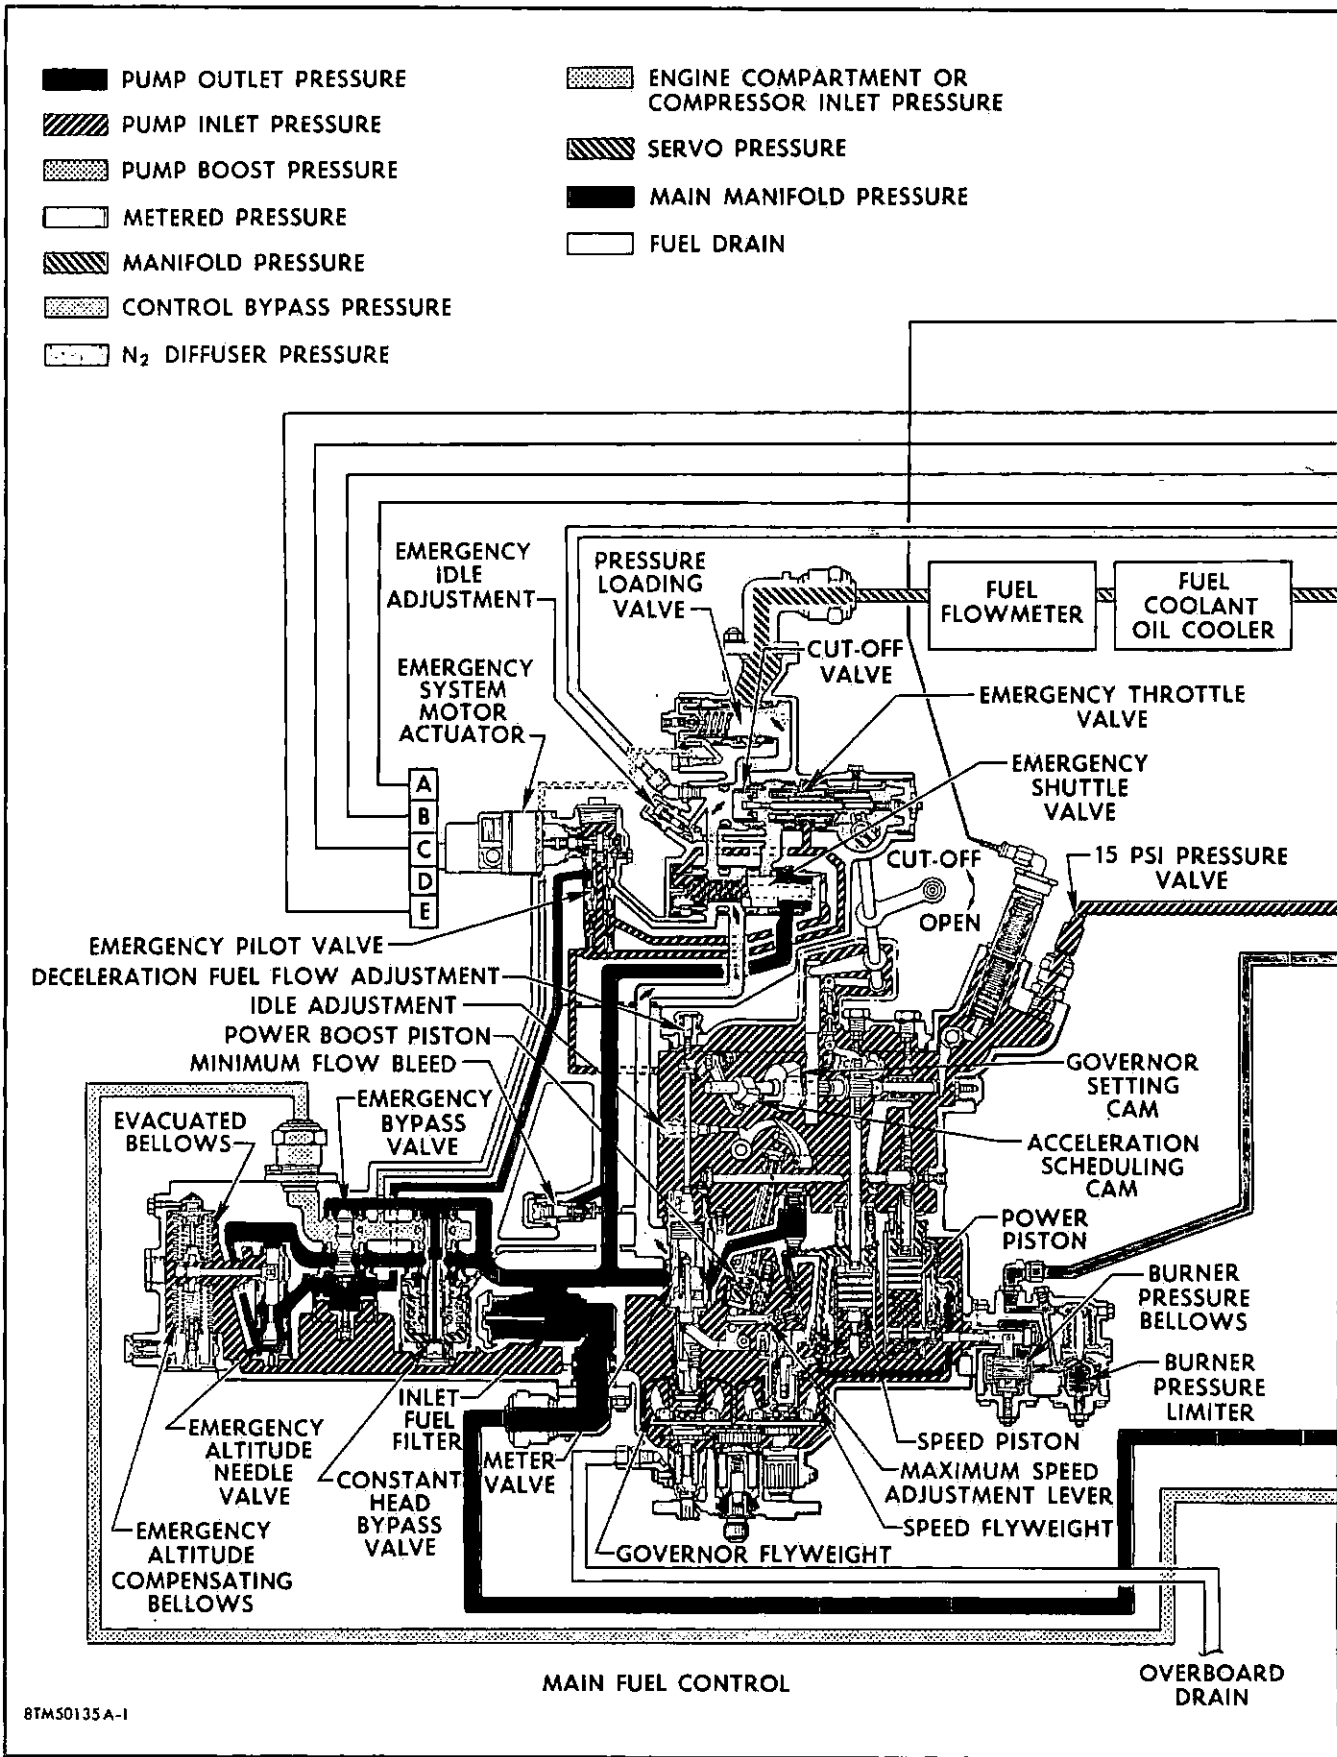 PUMP OUTLET PRESSURE
PUMP INLET PRESSURE
PUMP BOOST PRESSURE
METERED PRESSURE
MANIFOLD PRESSURE
CONTROL BYPASS PRESSURE
N₂ DIFFUSER PRESSURE
ENGINE COMPARTMENT OR
COMPRESSOR INLET PRESSURE
SERVO PRESSURE
MAIN MANIFOLD PRESSURE
FUEL DRAIN
EMERGENCY
IDLE
ADJUSTMENT
PRESSURE
LOADING
VALVE
FUEL
FLOWMETER
FUEL
COOLANT
OIL COOLER
CUT-OFF
VALVE
EMERGENCY
SYSTEM
MOTOR
ACTUATOR
EMERGENCY THROTTLE
VALVE
EMERGENCY
SHUTTLE
VALVE
A
B
C
D
E
CUT-OFF
OPEN
15 PSI PRESSURE
VALVE
EMERGENCY PILOT VALVE
DECELERATION FUEL FLOW ADJUSTMENT
IDLE ADJUSTMENT
POWER BOOST PISTON
MINIMUM FLOW BLEED
EMERGENCY
BYPASS
VALVE
EVACUATED
BELLOWS
GOVERNOR
SETTING
CAM
ACCELERATION
SCHEDULING
CAM
POWER
PISTON
BURNER
PRESSURE
BELLOWS
BURNER
PRESSURE
LIMITER
INLET
FUEL
FILTER
METER
VALVE
EMERGENCY
ALTITUDE
NEEDLE
VALVE
CONSTANT
HEAD
BYPASS
VALVE
EMERGENCY
ALTITUDE
COMPENSATING
BELLOWS
SPEED PISTON
MAXIMUM SPEED
ADJUSTMENT LEVER
SPEED FLYWEIGHT
GOVERNOR FLYWEIGHT
MAIN FUEL CONTROL
OVERBOARD
DRAIN
8TM50135A-1